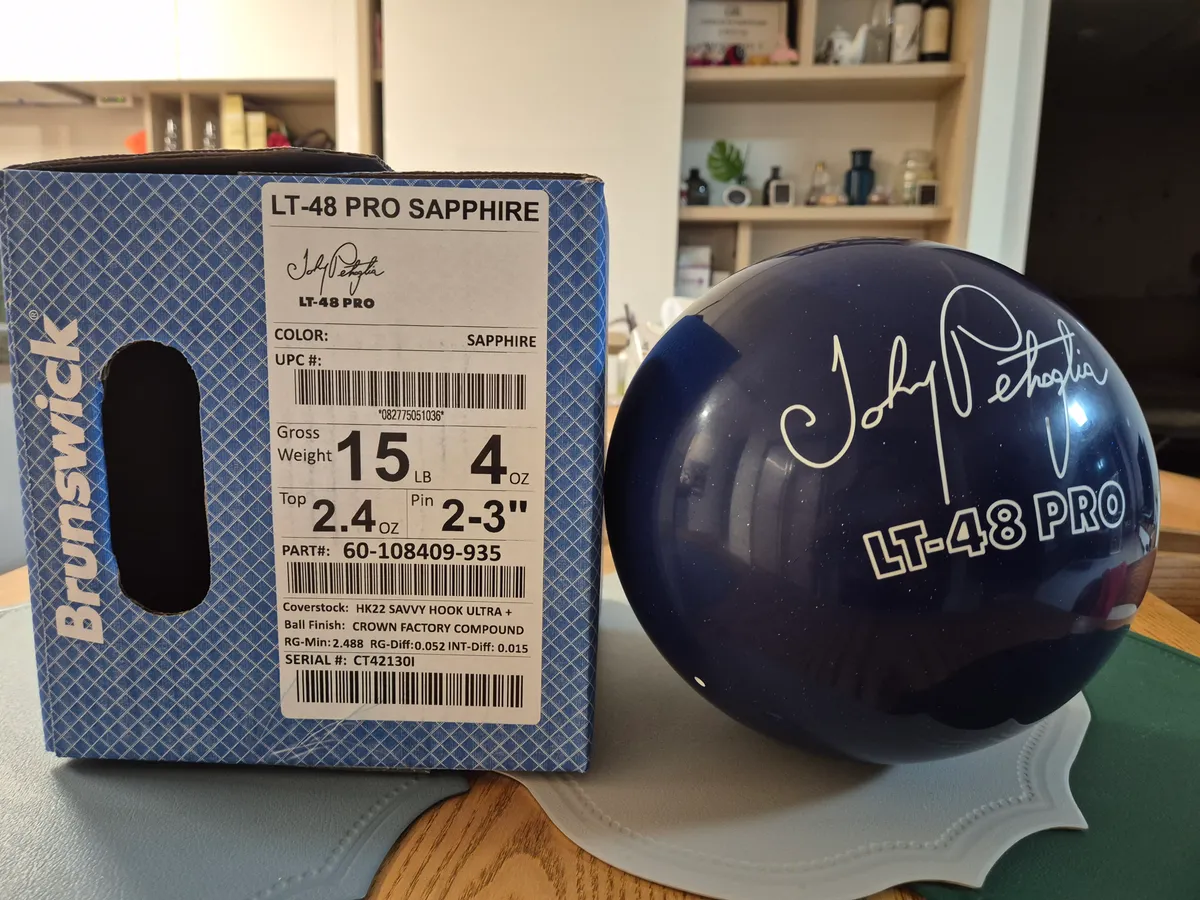 LT-48 PRO SAPPHIRE
LT-48 PRO
COLOR: SAPPHIRE
UPC #:
*082775051036*
Gross Weight 15 LB 4 OZ
Top 2.4 OZ Pin 2-3"
PART#: 60-108409-935
Coverstock: HK22 SAVVY HOOK ULTRA +
Ball Finish: CROWN FACTORY COMPOUND
RG-Min: 2.488 RG-Diff: 0.052 INT-Diff: 0.015
SERIAL #: CT42130I
Brunswick®
LT-48 PRO